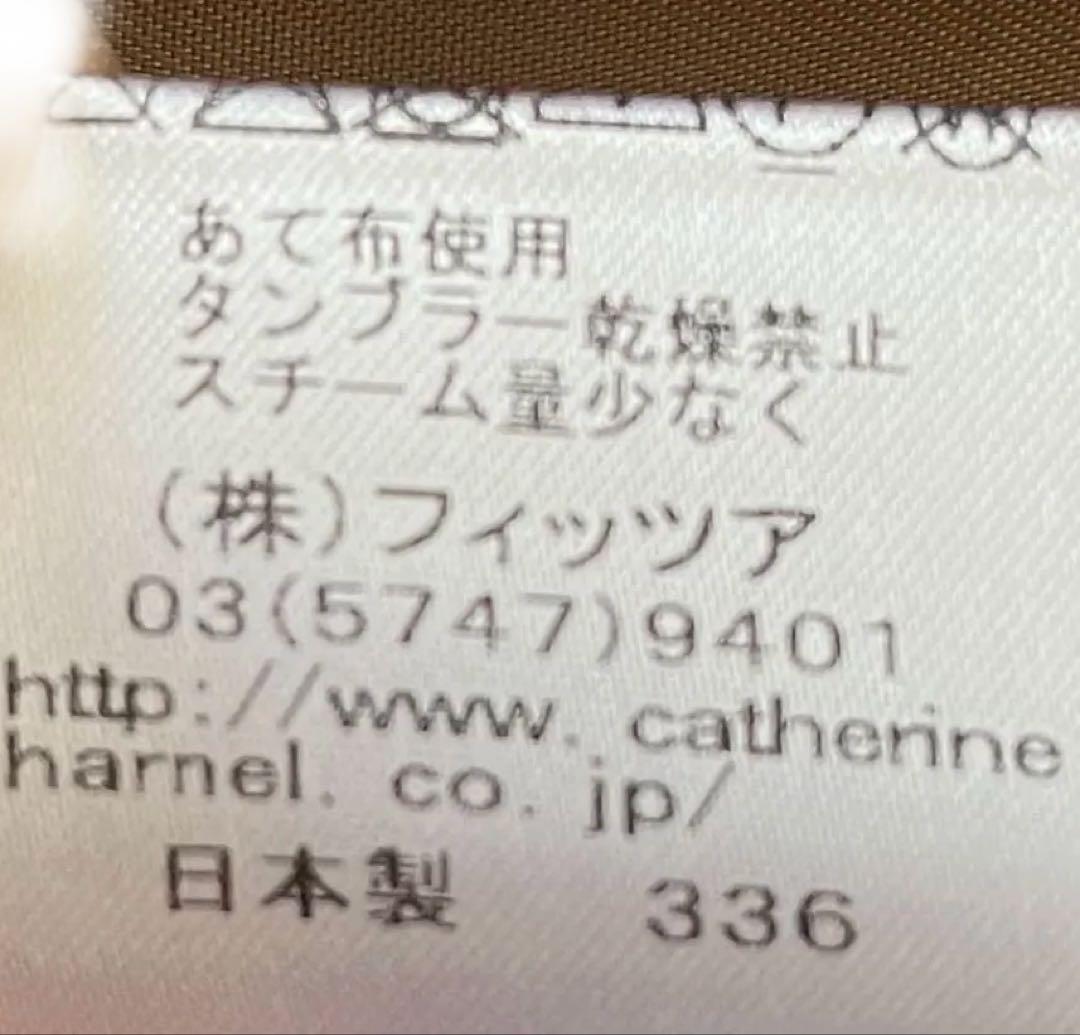 あて布使用
タンブラー乾燥禁止
スチーム量少なく
(株)フィッツア
03(5747)9401
http://www.catherine
harnel.co.jp/
日本製 336